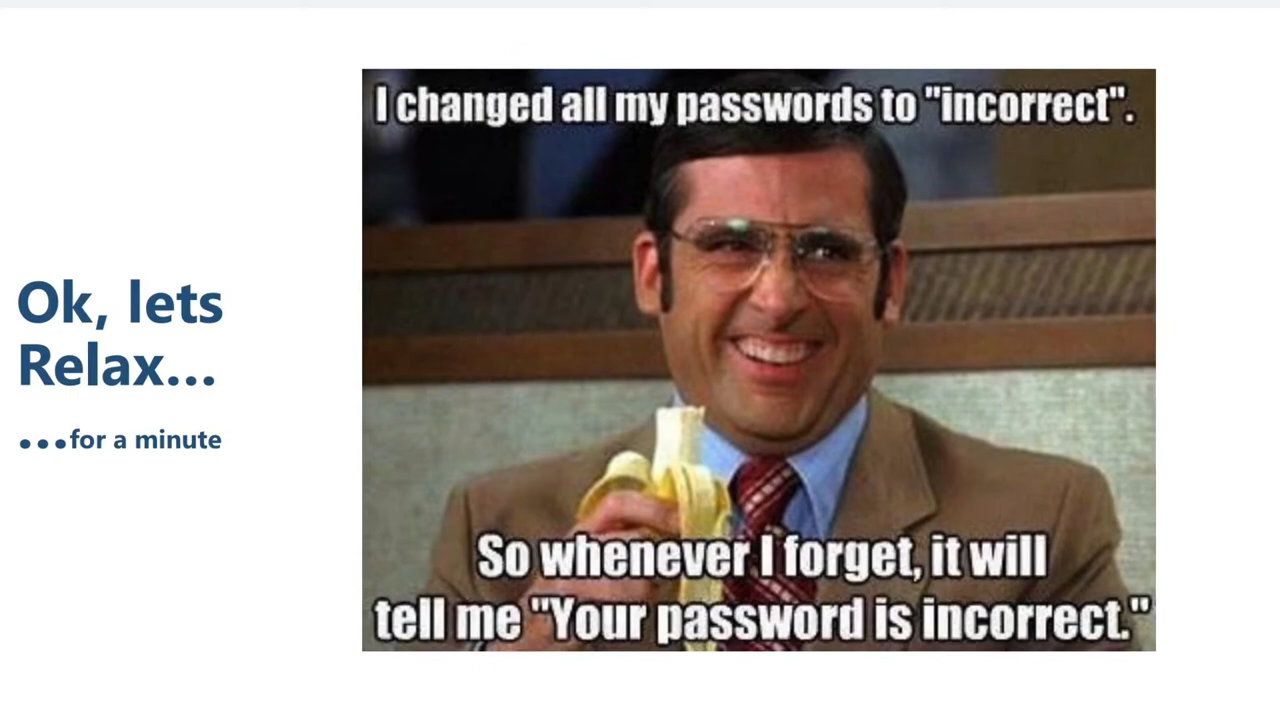 Ok, lets
Relax...
...for a minute
I changed all my passwords to "incorrect".
So whenever I forget, it will
tell me "Your password is incorrect."